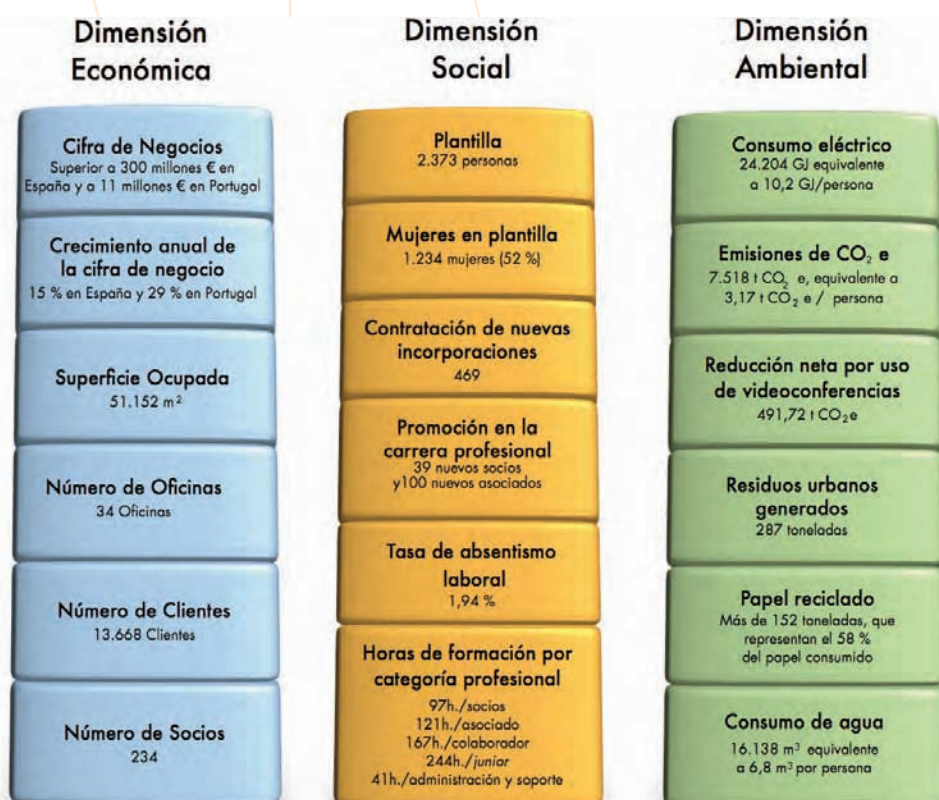 Dimensión
Económica
Cifra de Negocios
Superior a 300 millones € en
España y a 11 millones € en Portugal
Crecimiento anual de
la cifra de negocio
15 % en España y 29 % en Portugal
Superficie Ocupada
51.152 m²
Número de Oficinas
34 Oficinas
Número de Clientes
13.668 Clientes
Número de Socios
234
Dimensión
Social
Plantilla
2.373 personas
Mujeres en plantilla
1.234 mujeres (52 %)
Contratación de nuevas
incorporaciones
469
Promoción en la
carrera profesional
39 nuevos socios
y100 nuevos asociados
Tasa de absentismo
laboral
1,94 %
Horas de formación por
categoría profesional
97h./socios
121h./asociado
167h./colaborador
244h./junior
41h./administración y soporte
Dimensión
Ambiental
Consumo eléctrico
24.204 GJ equivalente
a 10,2 GJ/persona
Emisiones de CO₂ e
7.518 t CO₂ e, equivalente a
3,17 t CO₂ e / persona
Reducción neta por uso
de videoconferencias
491,72 t CO₂e
Residuos urbanos
generados
287 toneladas
Papel reciclado
Más de 152 toneladas, que
representan el 58 %
del papel consumido
Consumo de agua
16.138 m³ equivalente
a 6,8 m³ por persona